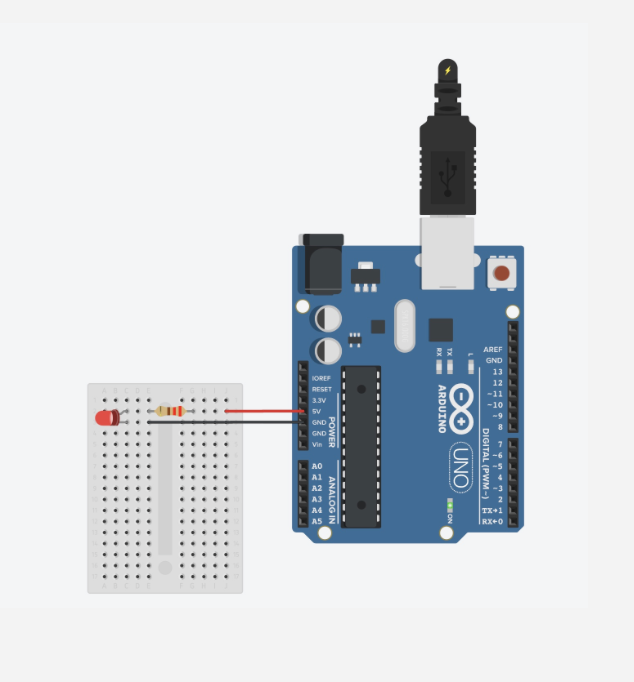 AREF
GND
13
12
~11
~10
~9
8
7
~6
~5
4
~3
2
TX→1
RX←0
DIGITAL (PWM~)
L
TX
RX
ARDUINO
UNO
ON
IOREF
RESET
3.3V
5V
GND
GND
Vin
POWER
A0
A1
A2
A3
A4
A5
ANALOG IN